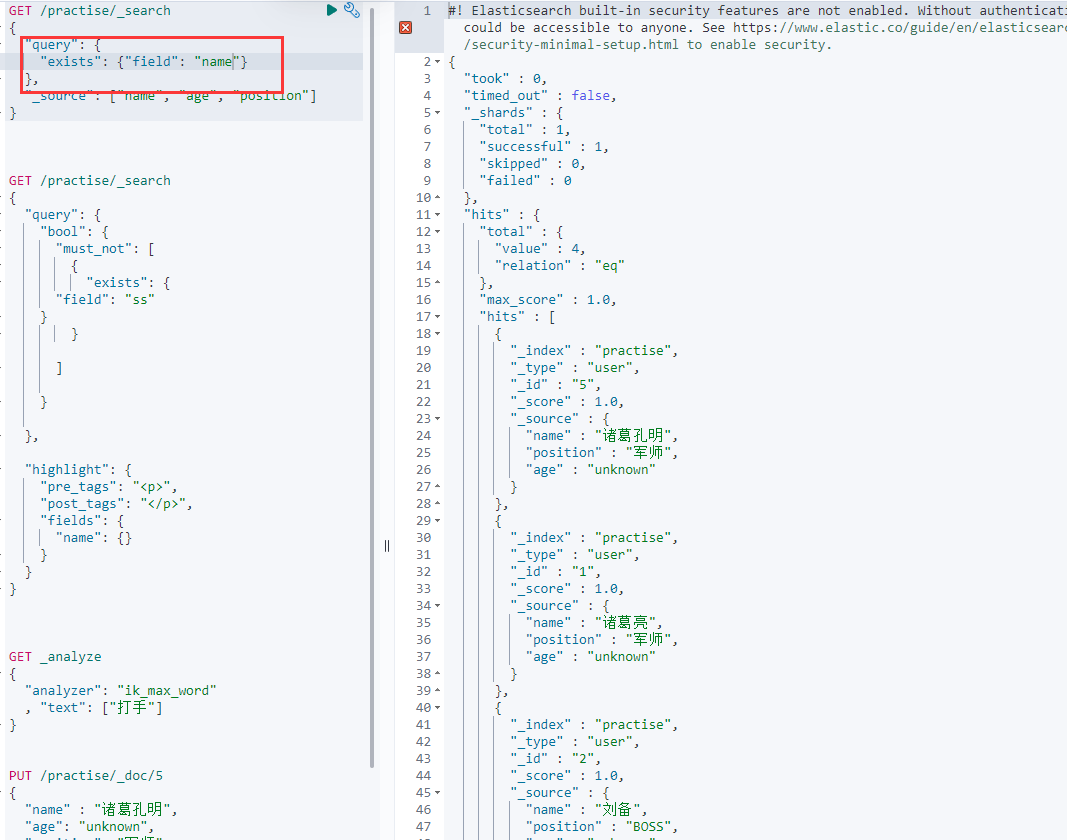 GET /practise/_search
{
"query": {
"exists": {"field": "name"}
},
"_source": ["name", "age", "position"]
}
GET /practise/_search
{
"query": {
"bool": {
"must_not": [
{
"exists": {
"field": "ss"
}
}
]
}
},
"highlight": {
"pre_tags": "<p>",
"post_tags": "</p>",
"fields": {
"name": {}
}
}
}
GET _analyze
{
"analyzer": "ik_max_word"
, "text": ["打手"]
}
PUT /practise/_doc/5
{
"name" : "诸葛孔明",
"age": "unknown",
1 #! Elasticsearch built-in security features are not enabled. Without authenticati
could be accessible to anyone. See https://www.elastic.co/guide/en/elasticsearc
/security-minimal-setup.html to enable security.
2 {
3 "took" : 0,
4 "timed_out" : false,
5 "_shards" : {
6 "total" : 1,
7 "successful" : 1,
8 "skipped" : 0,
9 "failed" : 0
10 },
11 "hits" : {
12 "total" : {
13 "value" : 4,
14 "relation" : "eq"
15 },
16 "max_score" : 1.0,
17 "hits" : [
18 {
19 "_index" : "practise",
20 "_type" : "user",
21 "_id" : "5",
22 "_score" : 1.0,
23 "_source" : {
24 "name" : "诸葛孔明",
25 "position" : "军师",
26 "age" : "unknown"
27 }
28 },
29 {
30 "_index" : "practise",
31 "_type" : "user",
32 "_id" : "1",
33 "_score" : 1.0,
34 "_source" : {
35 "name" : "诸葛亮",
36 "position" : "军师",
37 "age" : "unknown"
38 }
39 },
40 {
41 "_index" : "practise",
42 "_type" : "user",
43 "_id" : "2",
44 "_score" : 1.0,
45 "_source" : {
46 "name" : "刘备",
47 "position" : "BOSS",